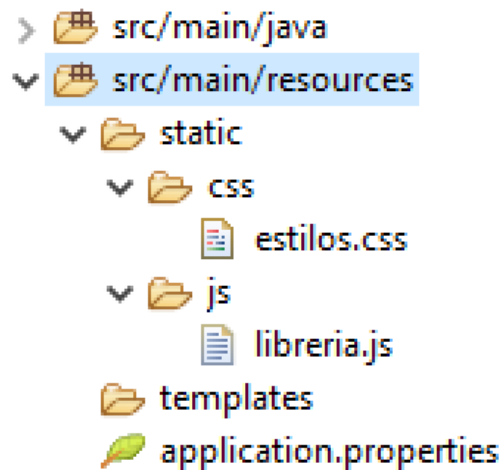 src/main/java
src/main/resources
static
css
estilos.css
js
libreria.js
templates
application.properties